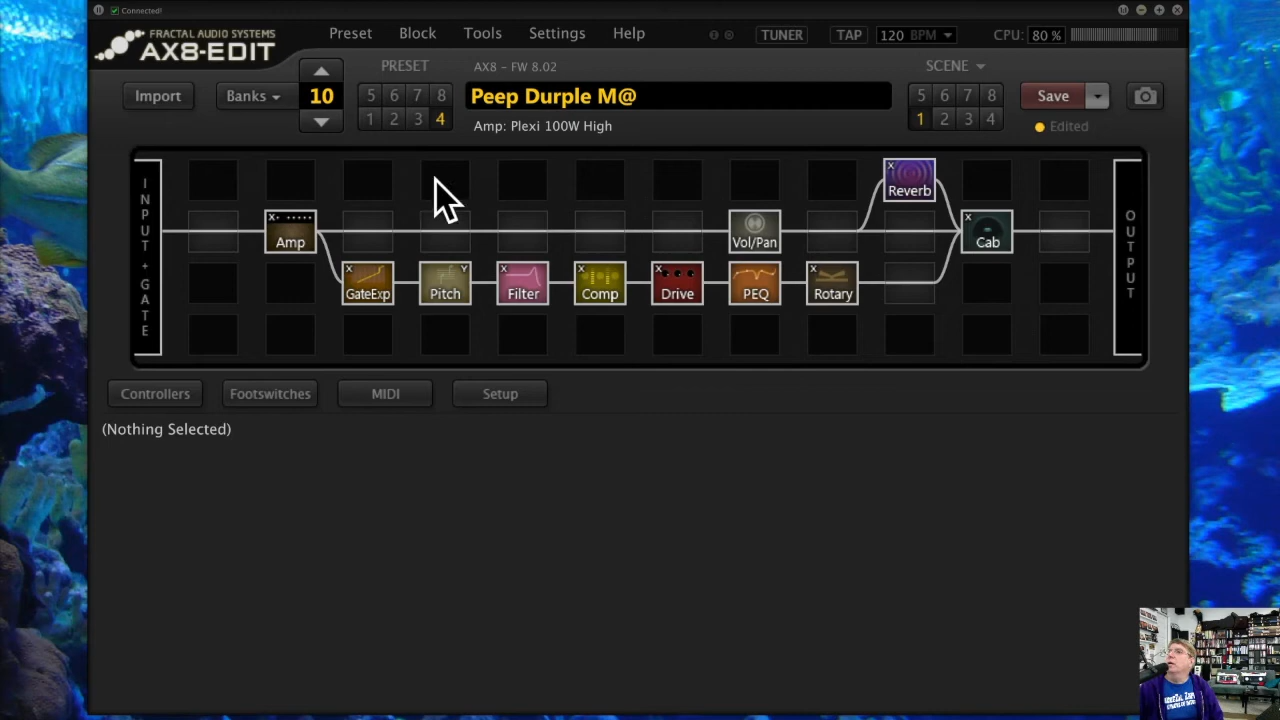 Connected!
FRACTAL AUDIO SYSTEMS
AX8-EDIT
Preset Block Tools Settings Help
TUNER TAP 120 BPM CPU: 80 %
PRESET AX8 – FW 8.02 SCENE
Import Banks 10 5 6 7 8 Peep Durple M@ 5 6 7 8 Save
1 2 3 4 Amp: Plexi 100W High 1 2 3 4 Edited
INPUT + GATE
X Reverb
X Amp
Vol/Pan
X Cab
X GateExp
Y Pitch
X Filter
X Comp
X Drive
PEQ
X Rotary
OUTPUT
Controllers Footswitches MIDI Setup
(Nothing Selected)